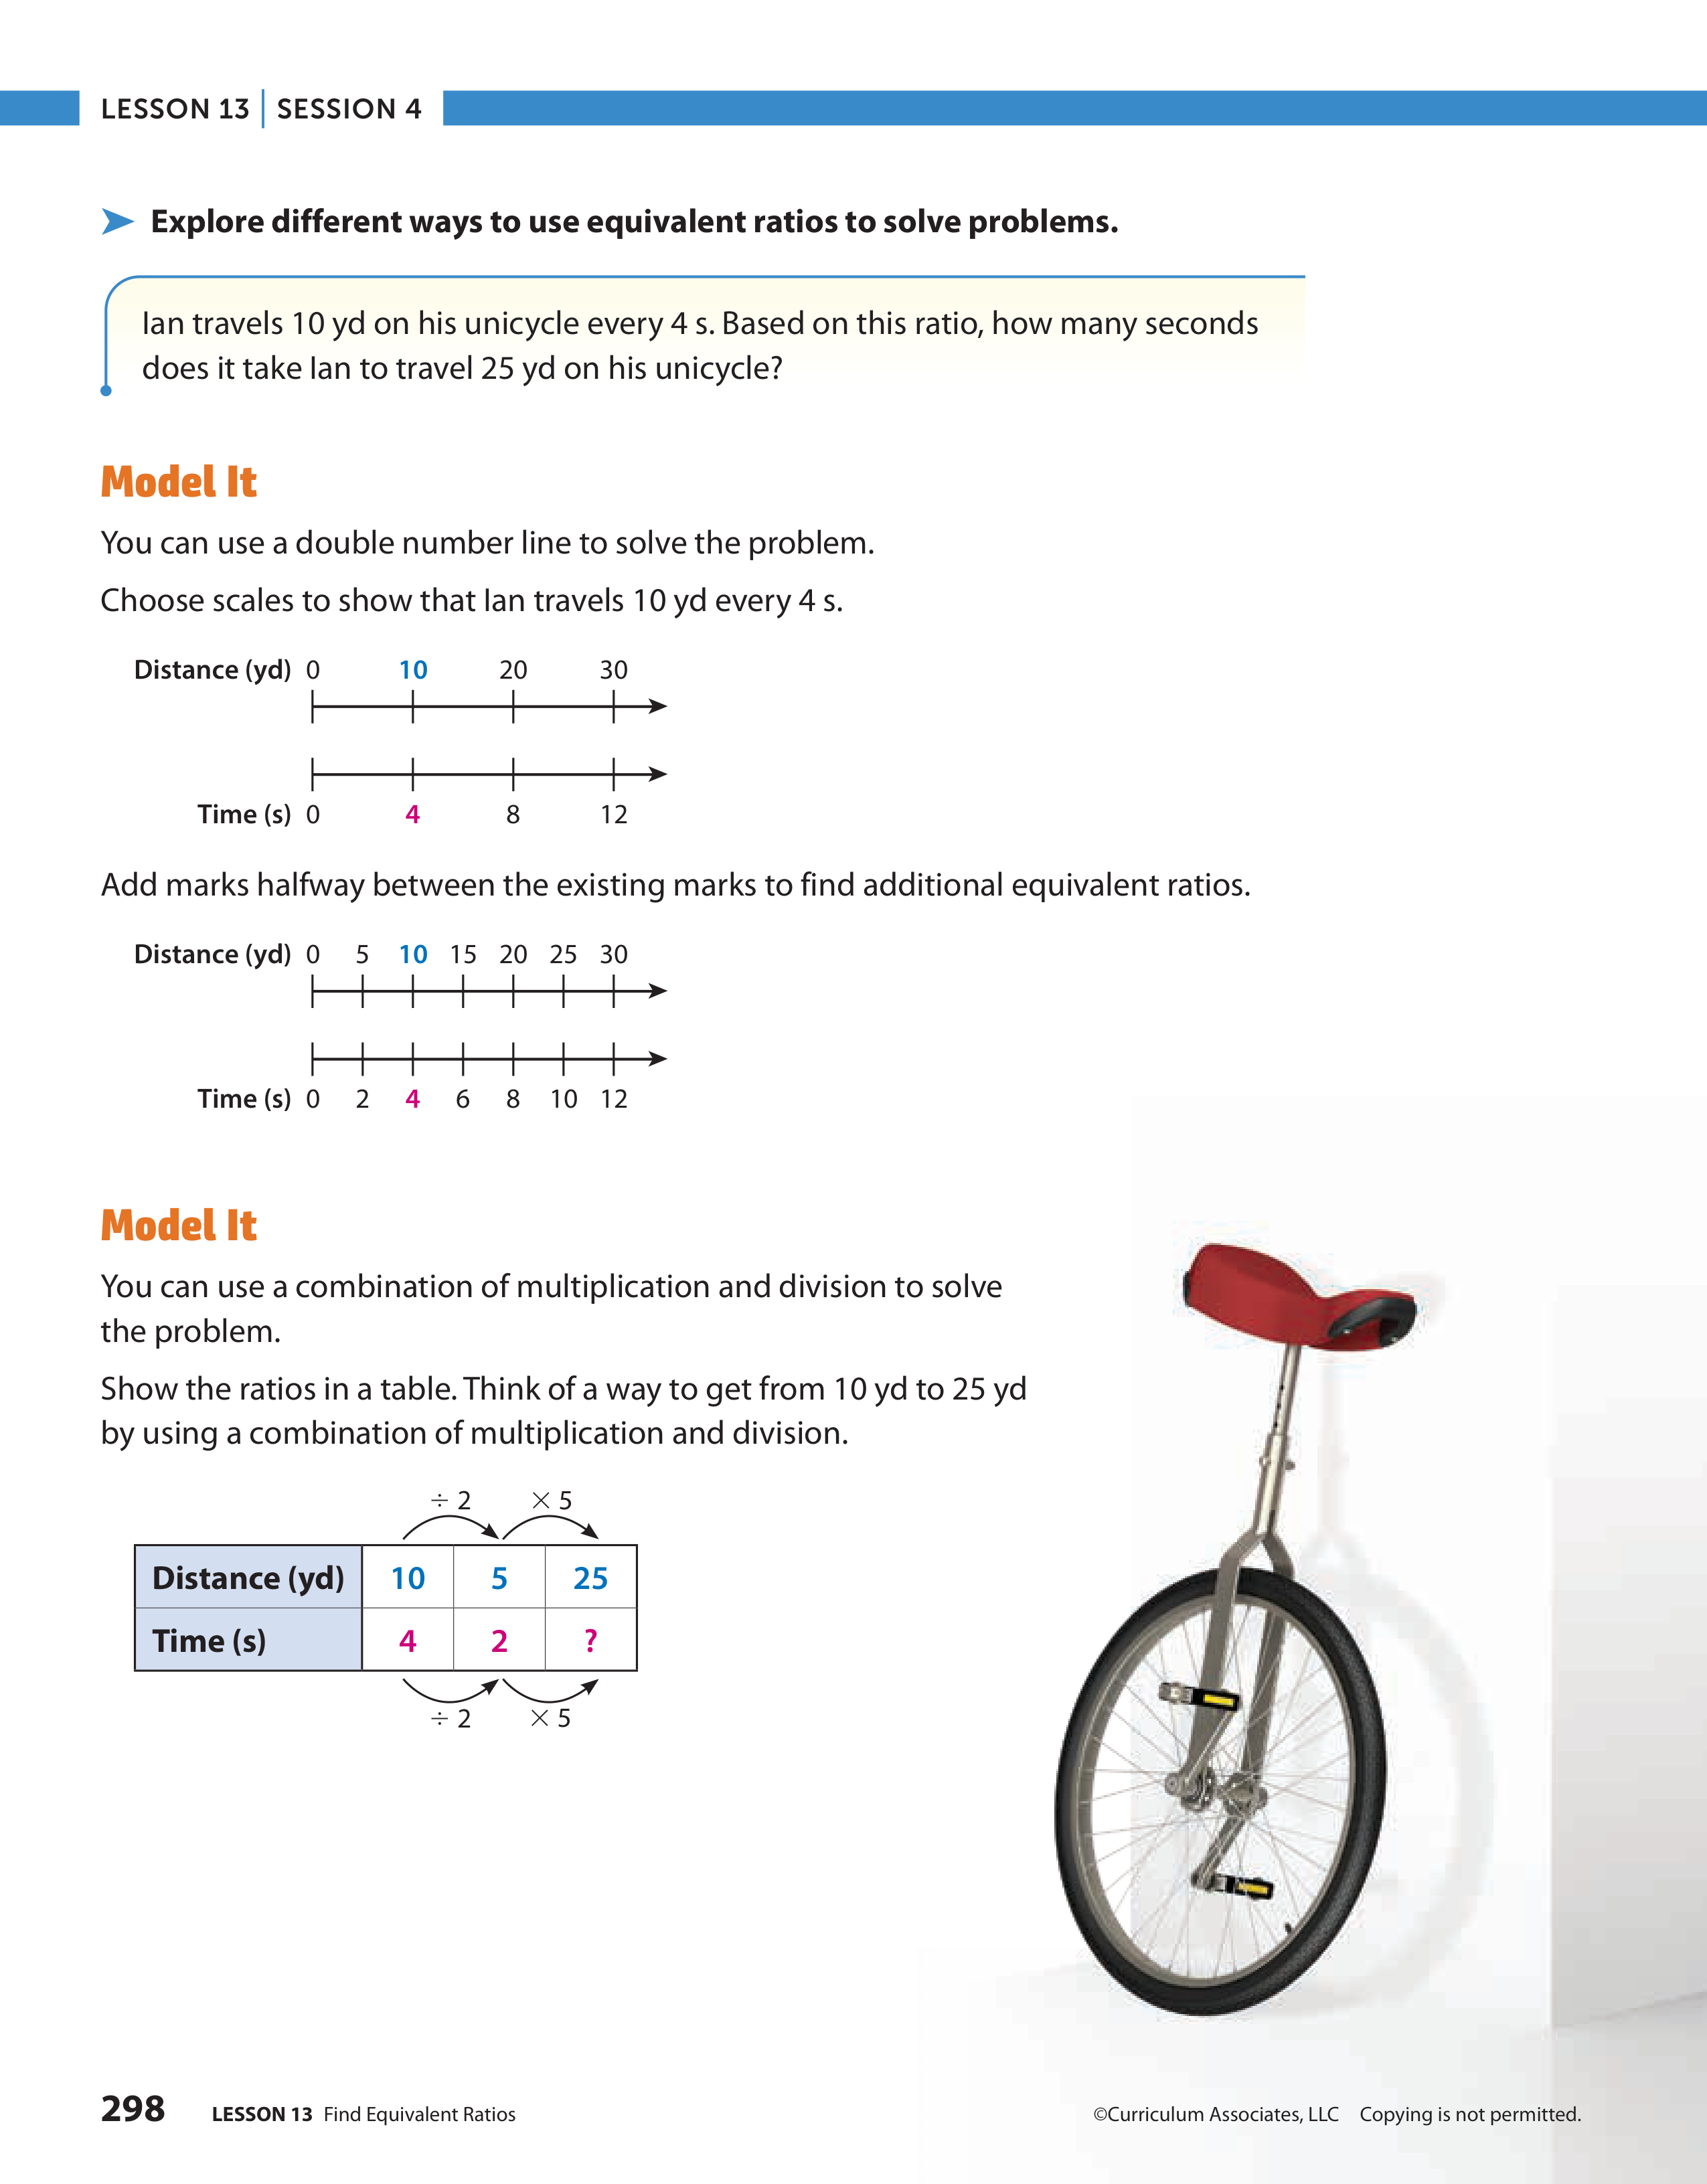 LESSON 13 | SESSION 4
Explore different ways to use equivalent ratios to solve problems.
Ian travels 10 yd on his unicycle every 4 s. Based on this ratio, how many seconds
does it take Ian to travel 25 yd on his unicycle?
Model It
You can use a double number line to solve the problem.
Choose scales to show that Ian travels 10 yd every 4 s.
Distance (yd) 0 10 20 30
Time (s) 0 4 8 12
Add marks halfway between the existing marks to find additional equivalent ratios.
Distance (yd) 0 5 10 15 20 25 30
Time (s) 0 2 4 6 8 10 12
Model It
You can use a combination of multiplication and division to solve
the problem.
Show the ratios in a table. Think of a way to get from 10 yd to 25 yd
by using a combination of multiplication and division.
÷ 2 × 5
Distance (yd) 10 5 25
Time (s) 4 2 ?
÷ 2 × 5
298 LESSON 13 Find Equivalent Ratios ©Curriculum Associates, LLC Copying is not permitted.